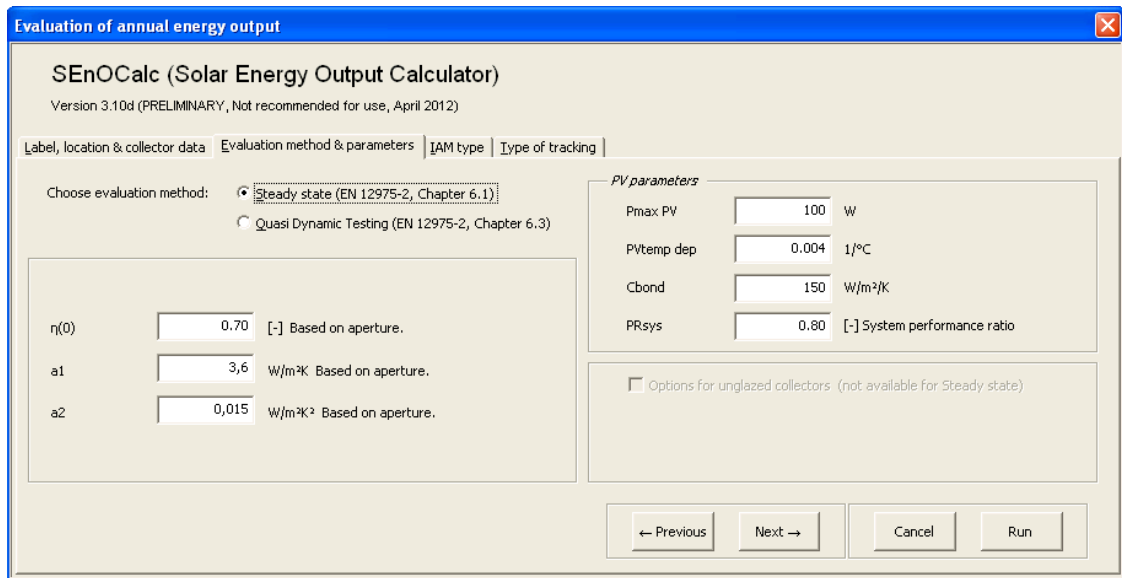 Evaluation of annual energy output
SEnOCalc (Solar Energy Output Calculator)
Version 3.10d (PRELIMINARY, Not recommended for use, April 2012)
Label, location & collector data
Evaluation method & parameters
IAM type
Type of tracking
Choose evaluation method:
Steady state (EN 12975-2, Chapter 6.1)
Quasi Dynamic Testing (EN 12975-2, Chapter 6.3)
η(0) 0.70 [-] Based on aperture.
a1 3,6 W/m²K Based on aperture.
a2 0,015 W/m²K² Based on aperture.
PV parameters
Pmax PV 100 W
PVtemp dep 0.004 1/°C
Cbond 150 W/m²/K
PRsys 0.80 [-] System performance ratio
Options for unglazed collectors (not available for Steady state)
← Previous
Next →
Cancel
Run